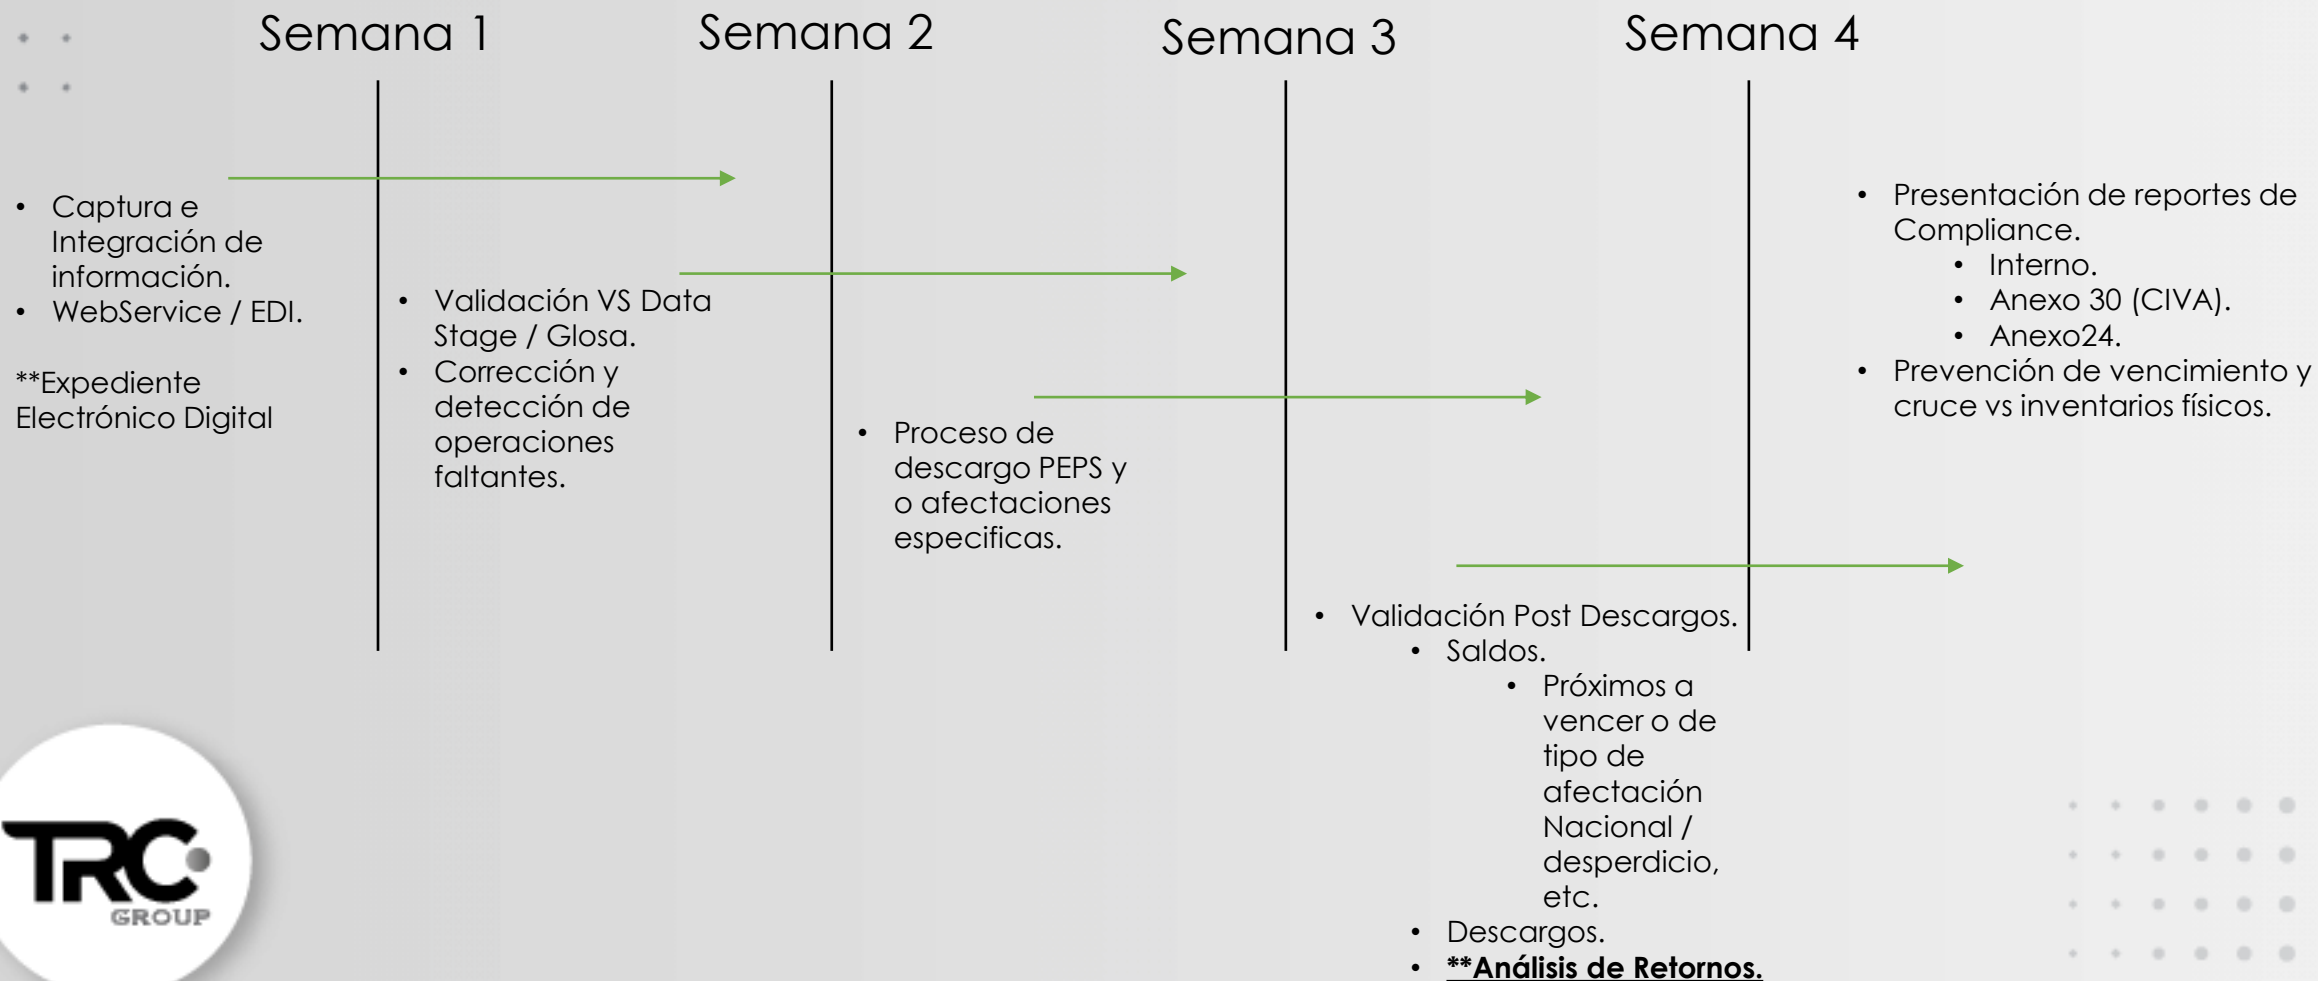 Semana 1
Semana 2
Semana 3
Semana 4
• Captura e
Integración de
información.
• WebService / EDI.
**Expediente
Electrónico Digital
• Validación VS Data
Stage / Glosa.
• Corrección y
detección de
operaciones
faltantes.
• Proceso de
descargo PEPS y
o afectaciones
especificas.
• Validación Post Descargos.
• Saldos.
• Próximos a
vencer o de
tipo de
afectación
Nacional /
desperdicio,
etc.
• Descargos.
• **Análisis de Retornos.
• Presentación de reportes de
Compliance.
• Interno.
• Anexo 30 (CIVA).
• Anexo24.
• Prevención de vencimiento y
cruce vs inventarios físicos.
TRC
GROUP